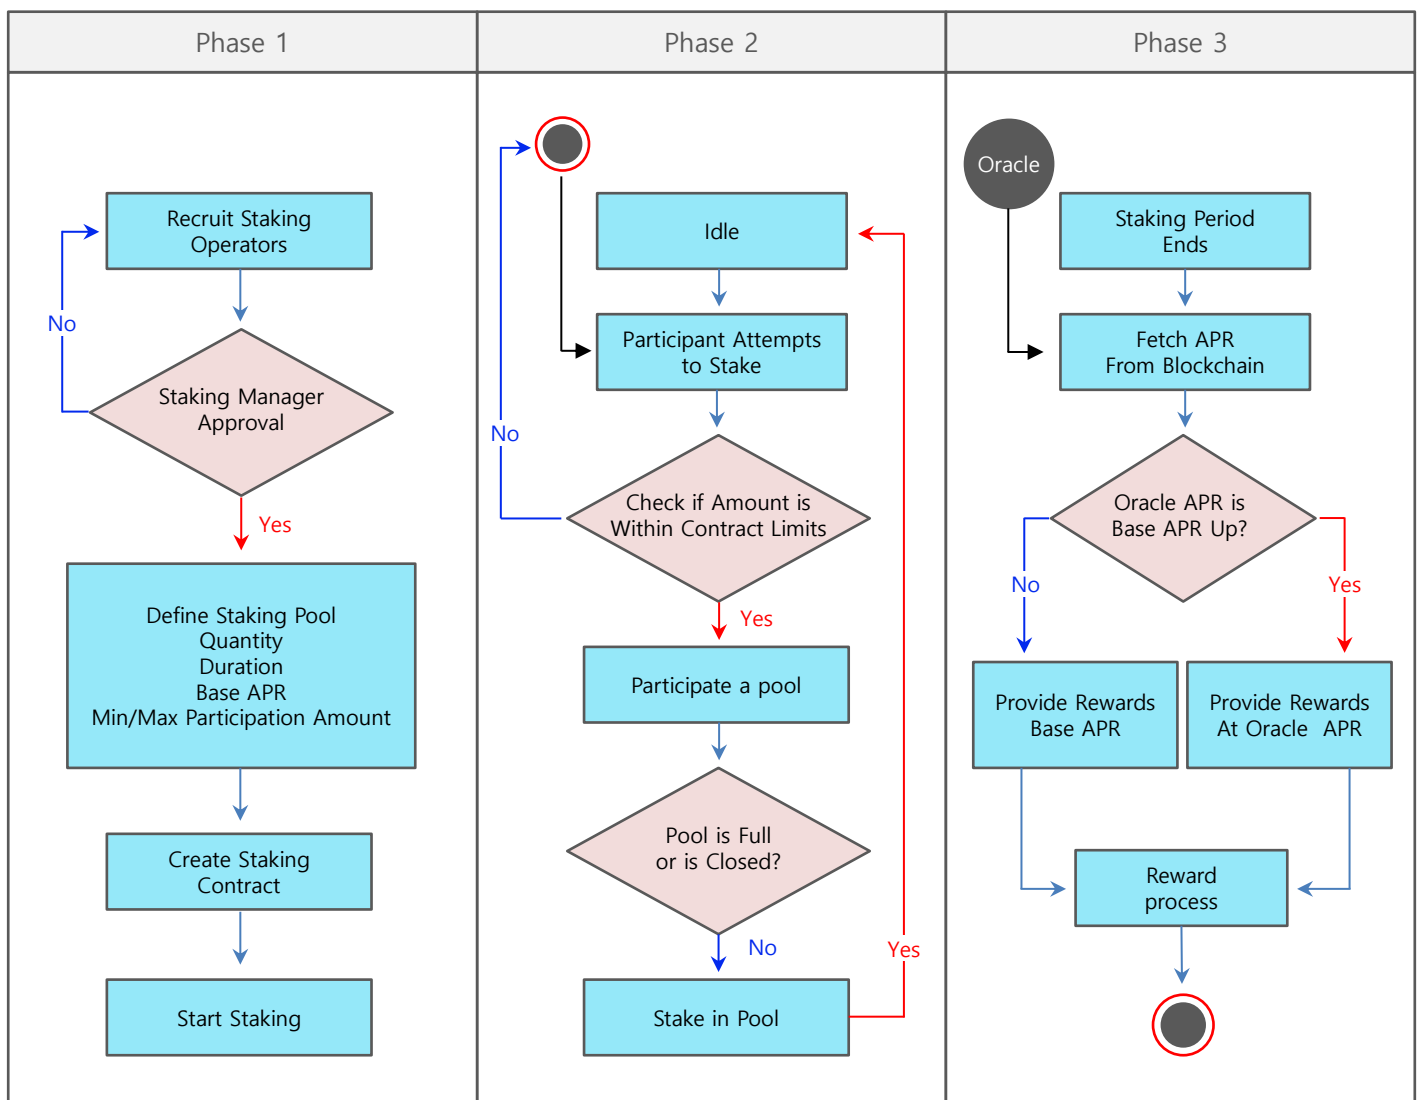 Phase 1
Phase 2
Phase 3
Recruit Staking
Operators
No
Staking Manager
Approval
Yes
Define Staking Pool
Quantity
Duration
Base APR
Min/Max Participation Amount
Create Staking
Contract
Start Staking
Idle
Participant Attempts
to Stake
No
Check if Amount is
Within Contract Limits
Yes
Participate a pool
Pool is Full
or is Closed?
No
Yes
Stake in Pool
Oracle
Staking Period
Ends
Fetch APR
From Blockchain
Oracle APR is
Base APR Up?
No
Yes
Provide Rewards
Base APR
Provide Rewards
At Oracle APR
Reward
process